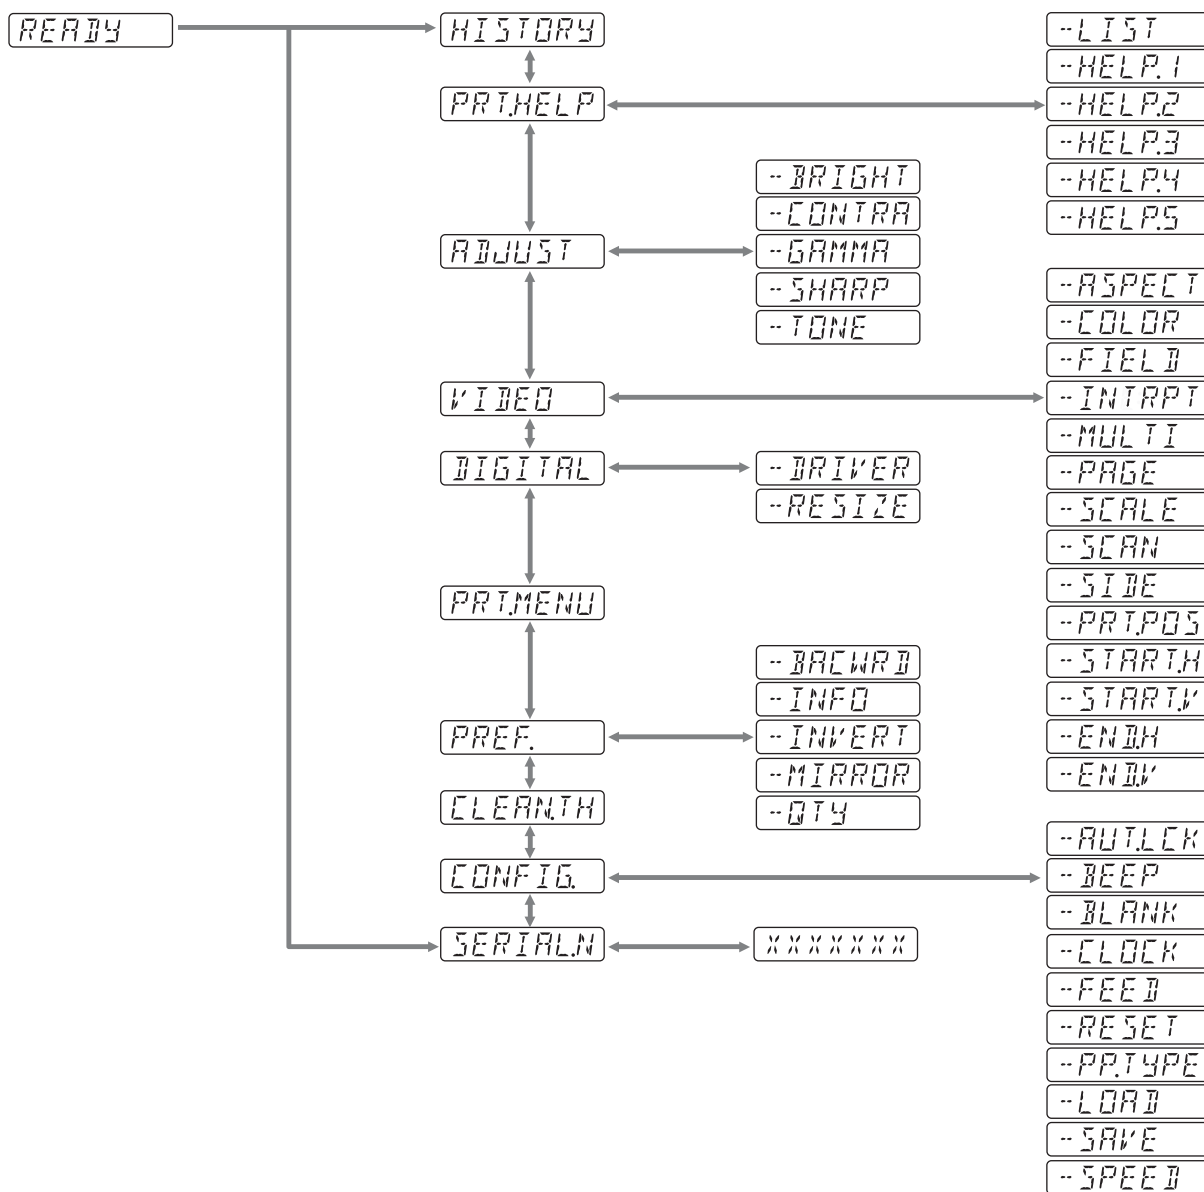 READY
HISTORY
PRT.HELP
ADJUST
VIDEO
DIGITAL
PRT.MENU
PREF.
CLEAN.TH
CONFIG.
SERIAL.N
-BRIGHT
-CONTRA
-GAMMA
-SHARP
-TONE
-DRIVER
-RESIZE
-BACWRD
-INFO
-INVERT
-MIRROR
-QTY
XXXXXXX
-LIST
-HELP.1
-HELP.2
-HELP.3
-HELP.4
-HELP.5
-ASPECT
-COLOR
-FIELD
-INTRPT
-MULTI
-PAGE
-SCALE
-SCAN
-SIDE
-PRT.POS
-START.H
-START.V
-END.H
-END.V
-AUT.LCK
-BEEP
-BLANK
-CLOCK
-FEED
-RESET
-PP.TYPE
-LOAD
-SAVE
-SPEED